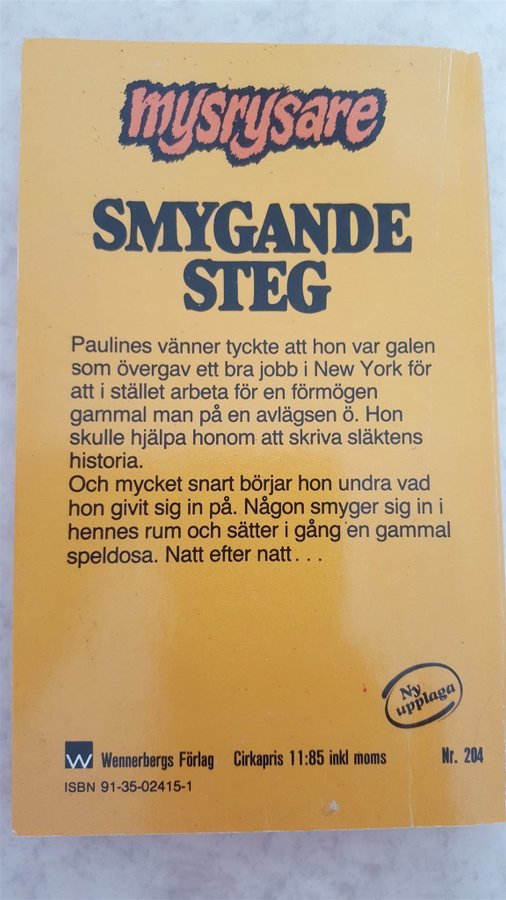 mysrysare
SMYGANDE
STEG
Paulines vänner tyckte att hon var galen
som övergav ett bra jobb i New York för
att i stället arbeta för en förmögen
gammal man på en avlägsen ö. Hon
skulle hjälpa honom att skriva släktens
historia.
Och mycket snart börjar hon undra vad
hon givit sig in på. Någon smyger sig in i
hennes rum och sätter i gång en gammal
speldosa. Natt efter natt...
Ny
upplaga
W Wennerbergs Förlag Cirkapris 11:85 inkl moms Nr. 204
ISBN 91-35-02415-1